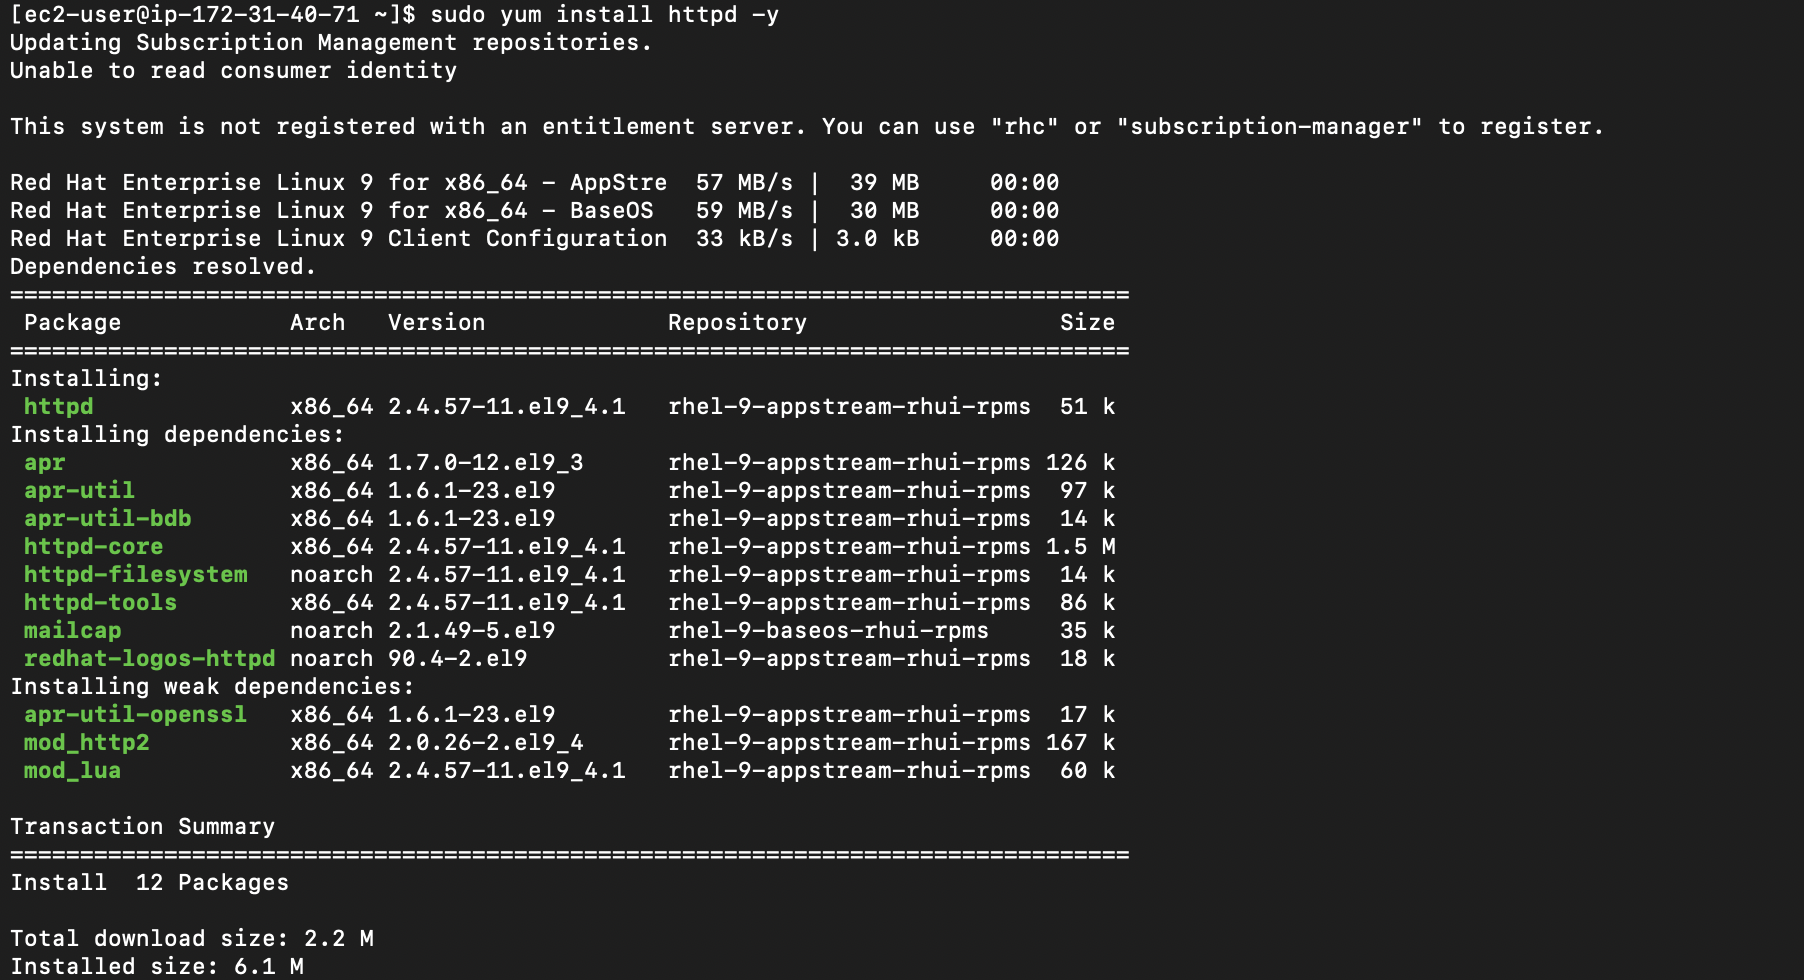 [ec2-user@ip-172-31-40-71 ~]$ sudo yum install httpd -y
Updating Subscription Management repositories.
Unable to read consumer identity

This system is not registered with an entitlement server. You can use "rhc" or "subscription-manager" to register.

Red Hat Enterprise Linux 9 for x86_64 - AppStre  57 MB/s |  39 MB     00:00
Red Hat Enterprise Linux 9 for x86_64 - BaseOS   59 MB/s |  30 MB     00:00
Red Hat Enterprise Linux 9 Client Configuration  33 kB/s | 3.0 kB     00:00
Dependencies resolved.
================================================================================
 Package            Arch   Version             Repository                  Size
================================================================================
Installing:
 httpd              x86_64 2.4.57-11.el9_4.1   rhel-9-appstream-rhui-rpms  51 k
Installing dependencies:
 apr                x86_64 1.7.0-12.el9_3      rhel-9-appstream-rhui-rpms 126 k
 apr-util           x86_64 1.6.1-23.el9        rhel-9-appstream-rhui-rpms  97 k
 apr-util-bdb       x86_64 1.6.1-23.el9        rhel-9-appstream-rhui-rpms  14 k
 httpd-core         x86_64 2.4.57-11.el9_4.1   rhel-9-appstream-rhui-rpms 1.5 M
 httpd-filesystem   noarch 2.4.57-11.el9_4.1   rhel-9-appstream-rhui-rpms  14 k
 httpd-tools        x86_64 2.4.57-11.el9_4.1   rhel-9-appstream-rhui-rpms  86 k
 mailcap            noarch 2.1.49-5.el9        rhel-9-baseos-rhui-rpms     35 k
 redhat-logos-httpd noarch 90.4-2.el9          rhel-9-appstream-rhui-rpms  18 k
Installing weak dependencies:
 apr-util-openssl   x86_64 1.6.1-23.el9        rhel-9-appstream-rhui-rpms  17 k
 mod_http2          x86_64 2.0.26-2.el9_4      rhel-9-appstream-rhui-rpms 167 k
 mod_lua            x86_64 2.4.57-11.el9_4.1   rhel-9-appstream-rhui-rpms  60 k

Transaction Summary
================================================================================
Install  12 Packages

Total download size: 2.2 M
Installed size: 6.1 M